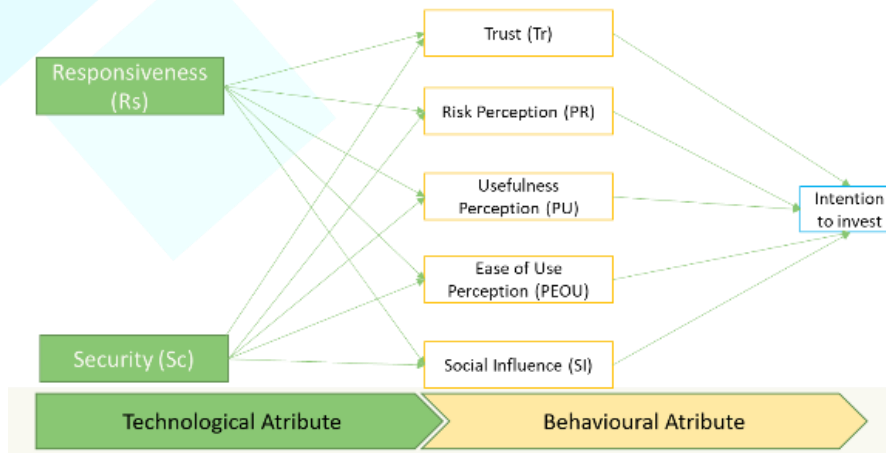 Trust (Tr)
Responsiveness
(Rs)
Risk Perception (PR)
Usefulness
Perception (PU)
Intention
to invest
Ease of Use
Perception (PEOU)
Security (Sc)
Social Influence (SI)
Technological Atribute
Behavioural Atribute